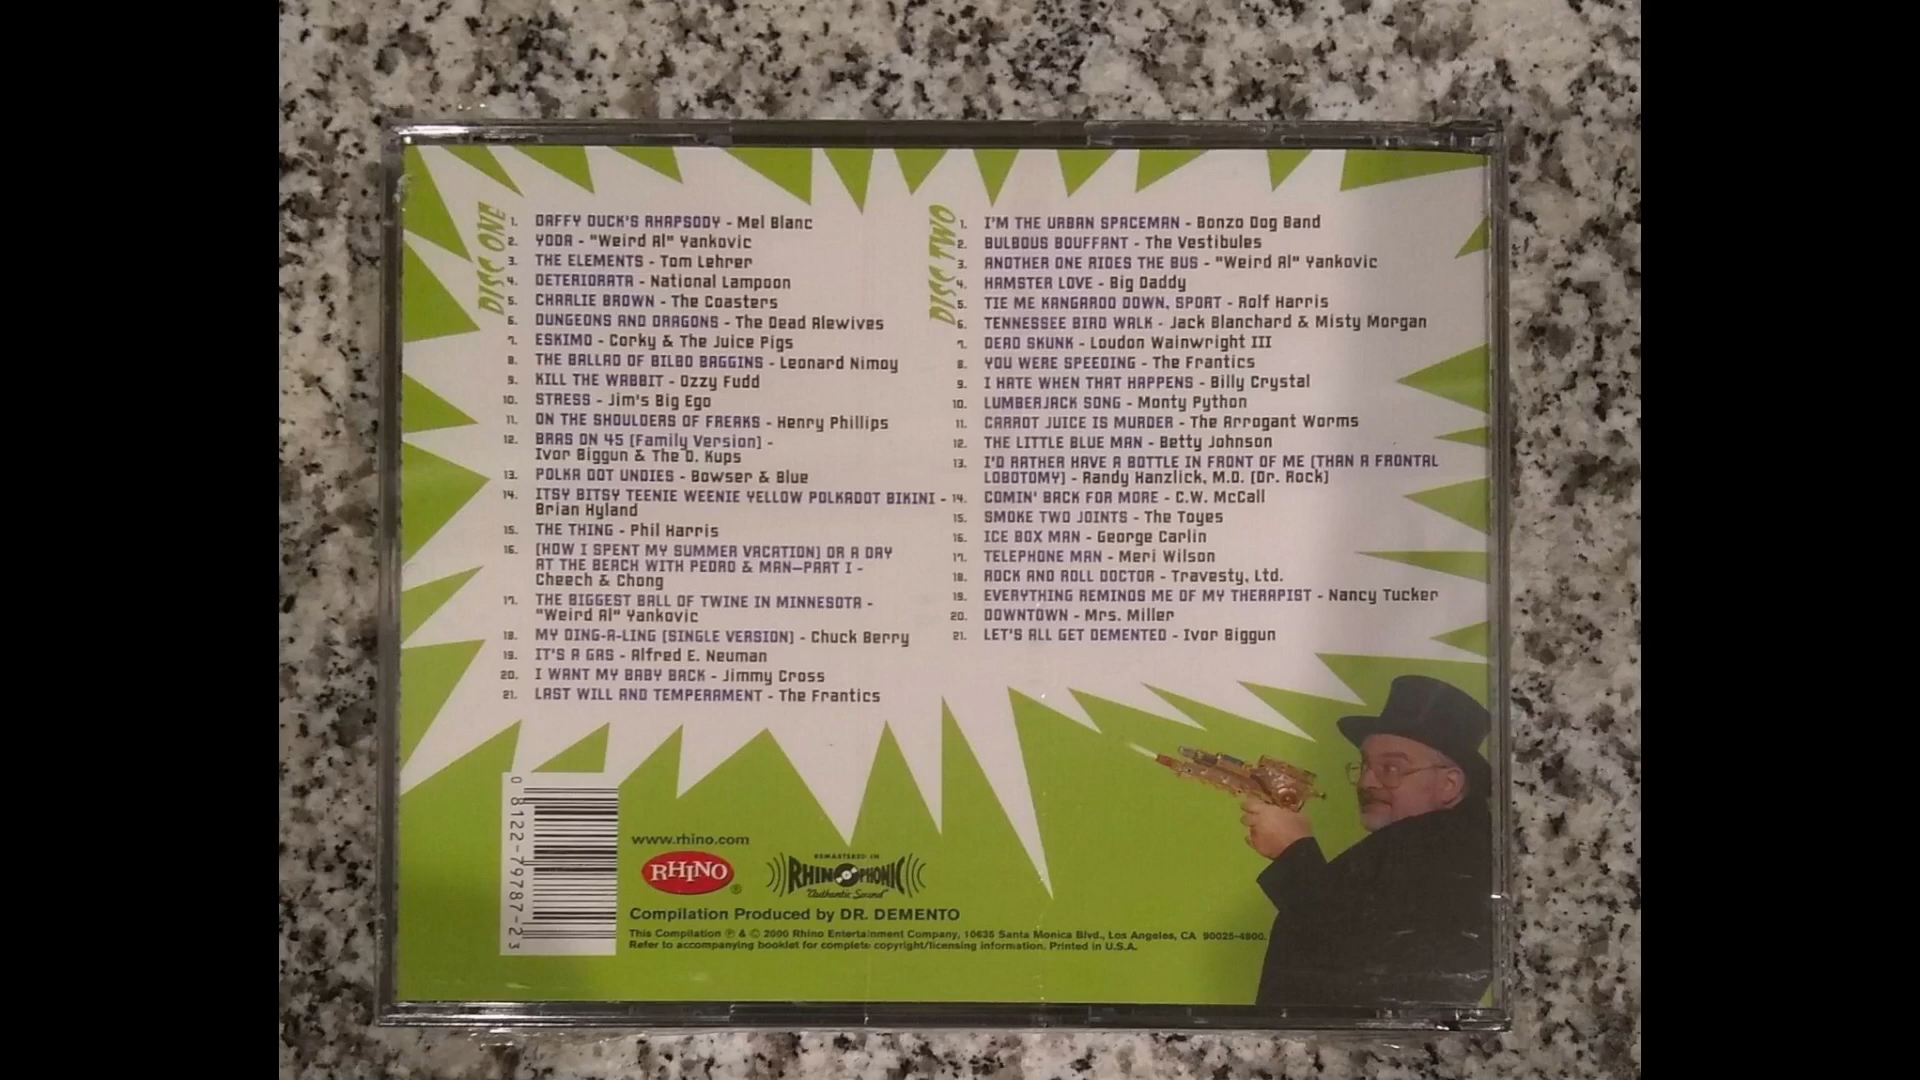 DISC ONE
1. DAFFY DUCK'S RHAPSODY - Mel Blanc
2. YODA - "Weird Al" Yankovic
3. THE ELEMENTS - Tom Lehrer
4. DETERIORATA - National Lampoon
5. CHARLIE BROWN - The Coasters
6. DUNGEONS AND DRAGONS - The Dead Alewives
7. ESKIMO - Corky & The Juice Pigs
8. THE BALLAD OF BILBO BAGGINS - Leonard Nimoy
9. KILL THE WABBIT - Ozzy Fudd
10. STRESS - Jim's Big Ego
11. ON THE SHOULDERS OF FREAKS - Henry Phillips
12. BRAS ON 45 (Family Version) -
Ivor Biggun & The D. Kups
13. POLKA DOT UNDIES - Bowser & Blue
14. ITSY BITSY TEENIE WEENIE YELLOW POLKADOT BIKINI -
Brian Hyland
15. THE THING - Phil Harris
16. (HOW I SPENT MY SUMMER VACATION) OR A DAY
AT THE BEACH WITH PEDRO & MAN—PART I -
Cheech & Chong
17. THE BIGGEST BALL OF TWINE IN MINNESOTA -
"Weird Al" Yankovic
18. MY DING-A-LING (SINGLE VERSION) - Chuck Berry
19. IT'S A GAS - Alfred E. Neuman
20. I WANT MY BABY BACK - Jimmy Cross
21. LAST WILL AND TEMPERAMENT - The Frantics
DISC TWO
1. I'M THE URBAN SPACEMAN - Bonzo Dog Band
2. BULBOUS BOUFFANT - The Vestibules
3. ANOTHER ONE RIDES THE BUS - "Weird Al" Yankovic
4. HAMSTER LOVE - Big Daddy
5. TIE ME KANGAROO DOWN, SPORT - Rolf Harris
6. TENNESSEE BIRD WALK - Jack Blanchard & Misty Morgan
7. DEAD SKUNK - Loudon Wainwright III
8. YOU WERE SPEEDING - The Frantics
9. I HATE WHEN THAT HAPPENS - Billy Crystal
10. LUMBERJACK SONG - Monty Python
11. CARROT JUICE IS MURDER - The Arrogant Worms
12. THE LITTLE BLUE MAN - Betty Johnson
13. I'D RATHER HAVE A BOTTLE IN FRONT OF ME (THAN A FRONTAL
LOBOTOMY) - Randy Hanzlick, M.D. (Dr. Rock)
14. COMIN' BACK FOR MORE - C.W. McCall
15. SMOKE TWO JOINTS - The Toyes
16. ICE BOX MAN - George Carlin
17. TELEPHONE MAN - Meri Wilson
18. ROCK AND ROLL DOCTOR - Travesty, Ltd.
19. EVERYTHING REMINDS ME OF MY THERAPIST - Nancy Tucker
20. DOWNTOWN - Mrs. Miller
21. LET'S ALL GET DEMENTED - Ivor Biggun
0 8122-79787-2 3
www.rhino.com
RHINO®
REMASTERED IN
RHINOPHONIC
"Authentic Sound"
Compilation Produced by DR. DEMENTO
This Compilation ℗ & © 2000 Rhino Entertainment Company, 10635 Santa Monica Blvd., Los Angeles, CA 90025-4900.
Refer to accompanying booklet for complete copyright/licensing information. Printed in U.S.A.